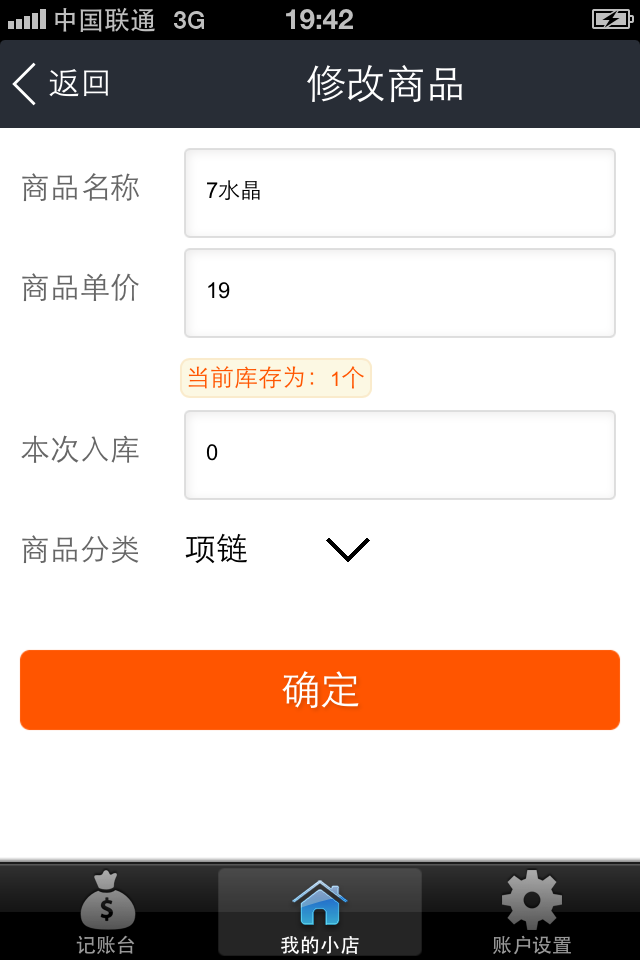 中国联通 3G 19:42
返回 修改商品
商品名称 7水晶
商品单价 19
当前库存为：1个
本次入库 0
商品分类 项链
确定
$
记账台 我的小店 账户设置